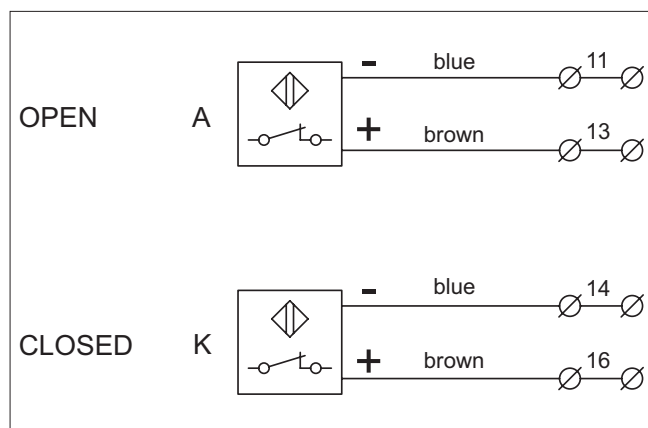 - blue 11
OPEN A
+ brown 13
- blue 14
CLOSED K
+ brown 16